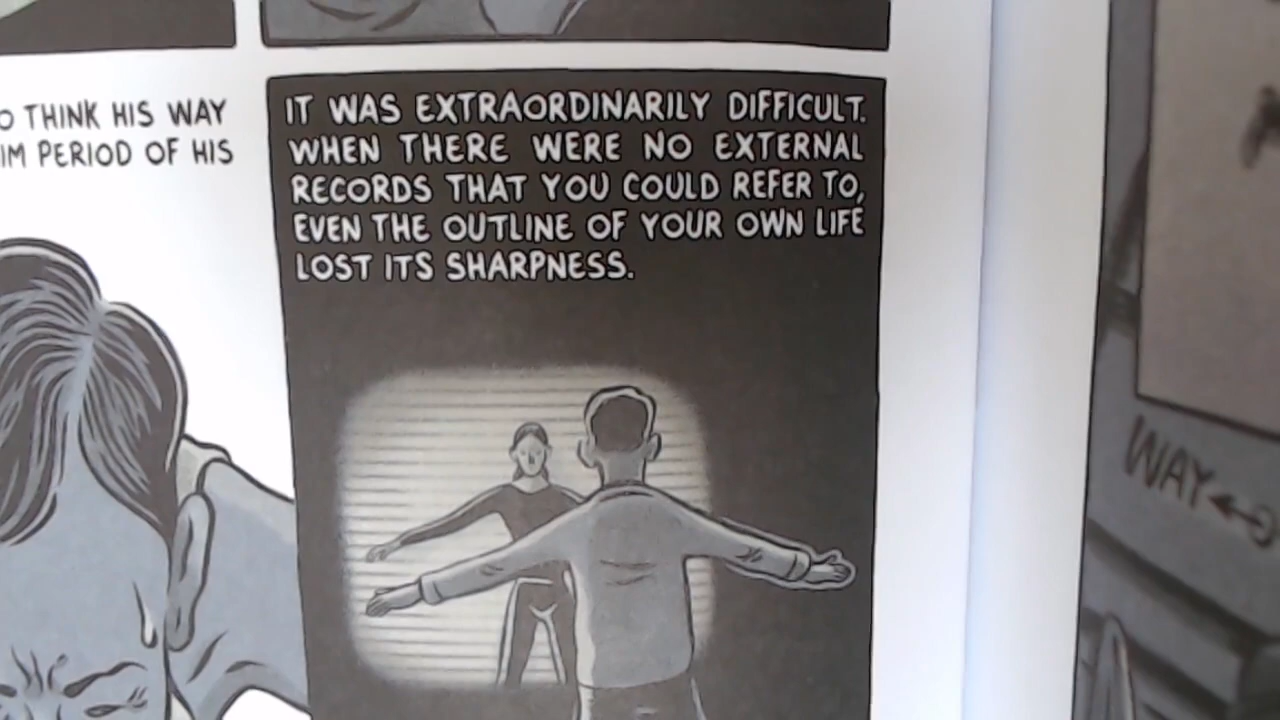 O THINK HIS WAY
IM PERIOD OF HIS
IT WAS EXTRAORDINARILY DIFFICULT.
WHEN THERE WERE NO EXTERNAL
RECORDS THAT YOU COULD REFER TO,
EVEN THE OUTLINE OF YOUR OWN LIFE
LOST ITS SHARPNESS.
WAY